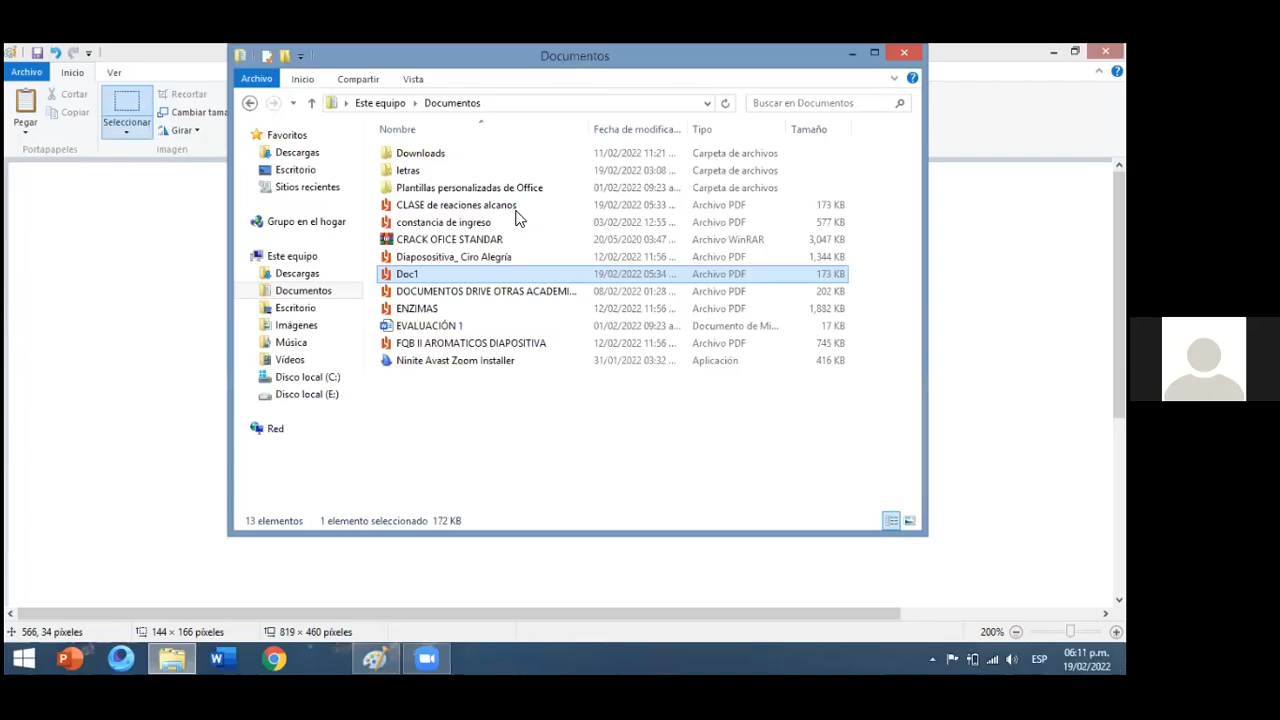 Documentos
Archivo Inicio Ver
Archivo Inicio Compartir Vista
Pegar
Cortar
Copiar
Portapapeles
Seleccionar
Recortar
Cambiar tama
Girar
Imagen
Este equipo Documentos
Buscar en Documentos
Favoritos
Descargas
Escritorio
Sitios recientes
Grupo en el hogar
Este equipo
Descargas
Documentos
Escritorio
Imágenes
Música
Vídeos
Disco local (C:)
Disco local (E:)
Red
Nombre Fecha de modifica... Tipo Tamaño
Downloads 11/02/2022 11:21 ... Carpeta de archivos
letras 19/02/2022 03:08 ... Carpeta de archivos
Plantillas personalizadas de Office 01/02/2022 09:23 a... Carpeta de archivos
CLASE de reaciones alcanos 19/02/2022 05:33 ... Archivo PDF 173 KB
constancia de ingreso 03/02/2022 12:55 ... Archivo PDF 577 KB
CRACK OFICE STANDAR 20/05/2020 03:47 ... Archivo WinRAR 3,047 KB
Diaposositiva_ Ciro Alegría 12/02/2022 11:56 ... Archivo PDF 1,344 KB
Doc1 19/02/2022 05:34 ... Archivo PDF 173 KB
DOCUMENTOS DRIVE OTRAS ACADEMI... 08/02/2022 01:28 ... Archivo PDF 202 KB
ENZIMAS 12/02/2022 11:56 ... Archivo PDF 1,882 KB
EVALUACIÓN 1 01/02/2022 09:23 a... Documento de Mi... 17 KB
FQB II AROMATICOS DIAPOSITIVA 12/02/2022 11:56 ... Archivo PDF 745 KB
Ninite Avast Zoom Installer 31/01/2022 03:32 ... Aplicación 416 KB
13 elementos 1 elemento seleccionado 172 KB
566, 34 píxeles 144 × 166 píxeles 819 × 460 píxeles 200%
ESP 06:11 p.m.
19/02/2022